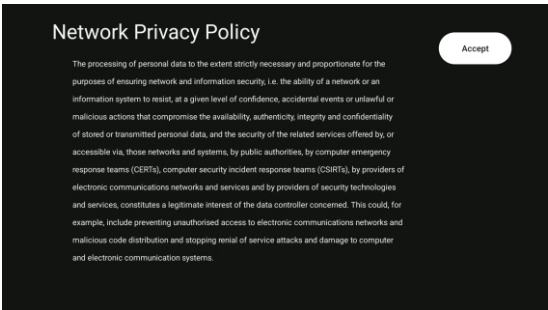 Network Privacy Policy
Accept
The processing of personal data to the extent strictly necessary and proportionate for the
purposes of ensuring network and information security, i.e. the ability of a network or an
information system to resist, at a given level of confidence, accidental events or unlawful or
malicious actions that compromise the availability, authenticity, integrity and confidentiality
of stored or transmitted personal data, and the security of the related services offered by, or
accessible via, those networks and systems, by public authorities, by computer emergency
response teams (CERTs), computer security incident response teams (CSIRTs), by providers of
electronic communications networks and services and by providers of security technologies
and services, constitutes a legitimate interest of the data controller concerned. This could, for
example, include preventing unauthorised access to electronic communications networks and
malicious code distribution and stopping renial of service attacks and damage to computer
and electronic communication systems.